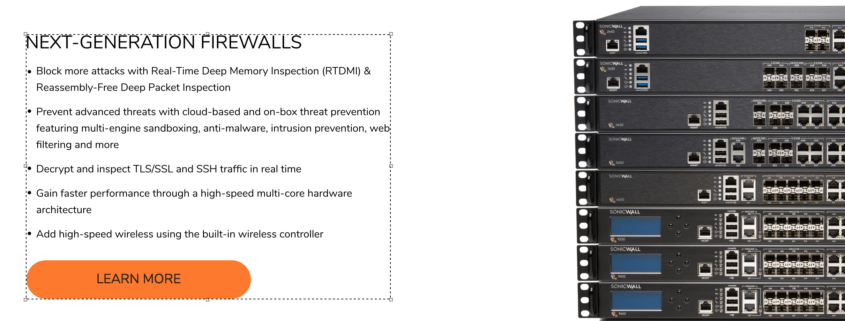 NEXT-GENERATION FIREWALLS
• Block more attacks with Real-Time Deep Memory Inspection (RTDMI) &
Reassembly-Free Deep Packet Inspection
• Prevent advanced threats with cloud-based and on-box threat prevention
featuring multi-engine sandboxing, anti-malware, intrusion prevention, web
filtering and more
• Decrypt and inspect TLS/SSL and SSH traffic in real time
• Gain faster performance through a high-speed multi-core hardware
architecture
• Add high-speed wireless using the built-in wireless controller
LEARN MORE
SONICWALL
SONICWALL
SONICWALL
SONICWALL
SONICWALL
SONICWALL
SONICWALL
SONICWALL